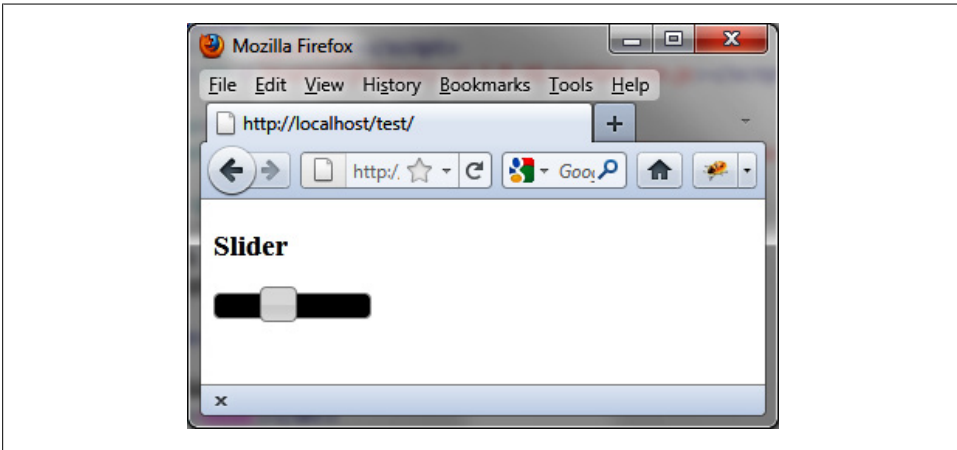 Mozilla Firefox
File Edit View History Bookmarks Tools Help
http://localhost/test/
http:/. Goo
Slider
x